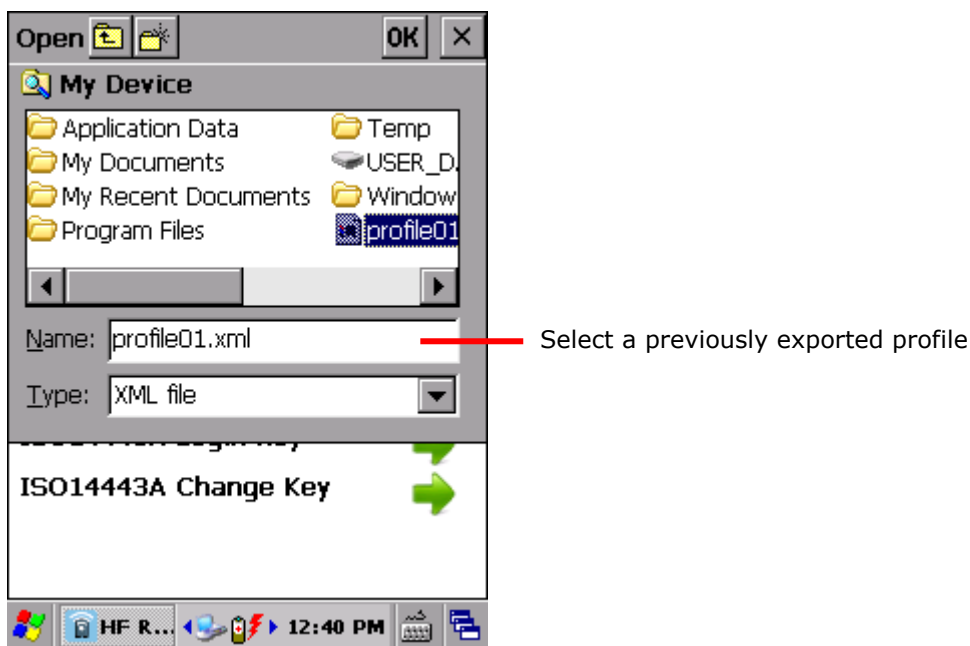 Open OK
My Device
Application Data Temp
My Documents USER_D
My Recent Documents Window
Program Files profile01
Name: profile01.xml
Select a previously exported profile
Type: XML file
ISO14443A Change Key
HF R... 12:40 PM